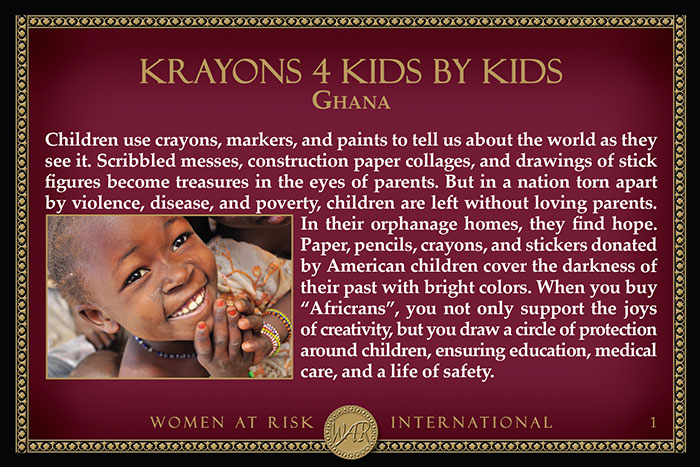 KRAYONS 4 KIDS BY KIDS
GHANA
Children use crayons, markers, and paints to tell us about the world as they
see it. Scribbled messes, construction paper collages, and drawings of stick
figures become treasures in the eyes of parents. But in a nation torn apart
by violence, disease, and poverty, children are left without loving parents.
In their orphanage homes, they find hope.
Paper, pencils, crayons, and stickers donated
by American children cover the darkness of
their past with bright colors. When you buy
“Africrans”, you not only support the joys
of creativity, but you draw a circle of protection
around children, ensuring education, medical
care, and a life of safety.
WOMEN AT RISK WAR INTERNATIONAL 1